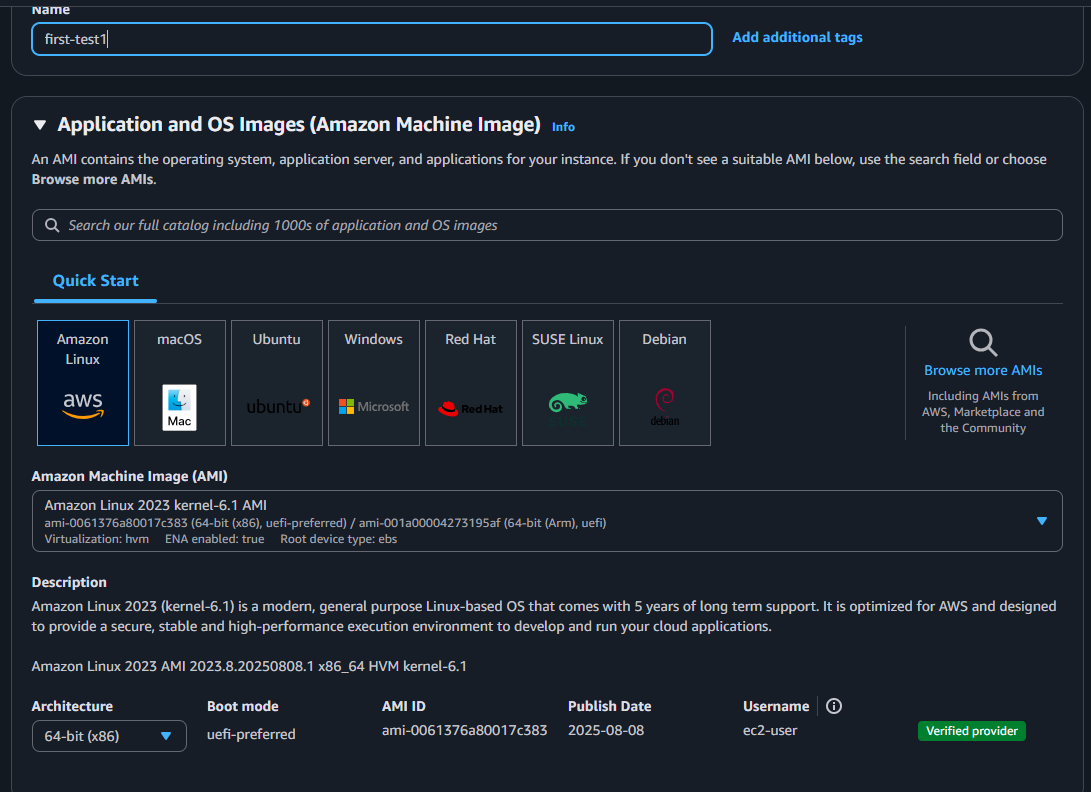 Name
first-test1
Add additional tags
Application and OS Images (Amazon Machine Image) Info
An AMI contains the operating system, application server, and applications for your instance. If you don't see a suitable AMI below, use the search field or choose
Browse more AMIs.
Search our full catalog including 1000s of application and OS images
Quick Start
Amazon
Linux
aws
macOS
Mac
Ubuntu
ubuntu
Windows
Microsoft
Red Hat
Red Hat
SUSE Linux
Debian
debian
Browse more AMIs
Including AMIs from
AWS, Marketplace and
the Community
Amazon Machine Image (AMI)
Amazon Linux 2023 kernel-6.1 AMI
ami-0061376a80017c383 (64-bit (x86), uefi-preferred) / ami-001a00004273195af (64-bit (Arm), uefi)
Virtualization: hvm ENA enabled: true Root device type: ebs
Description
Amazon Linux 2023 (kernel-6.1) is a modern, general purpose Linux-based OS that comes with 5 years of long term support. It is optimized for AWS and designed
to provide a secure, stable and high-performance execution environment to develop and run your cloud applications.
Amazon Linux 2023 AMI 2023.8.20250808.1 x86_64 HVM kernel-6.1
Architecture
64-bit (x86)
Boot mode
uefi-preferred
AMI ID
ami-0061376a80017c383
Publish Date
2025-08-08
Username
ec2-user
Verified provider